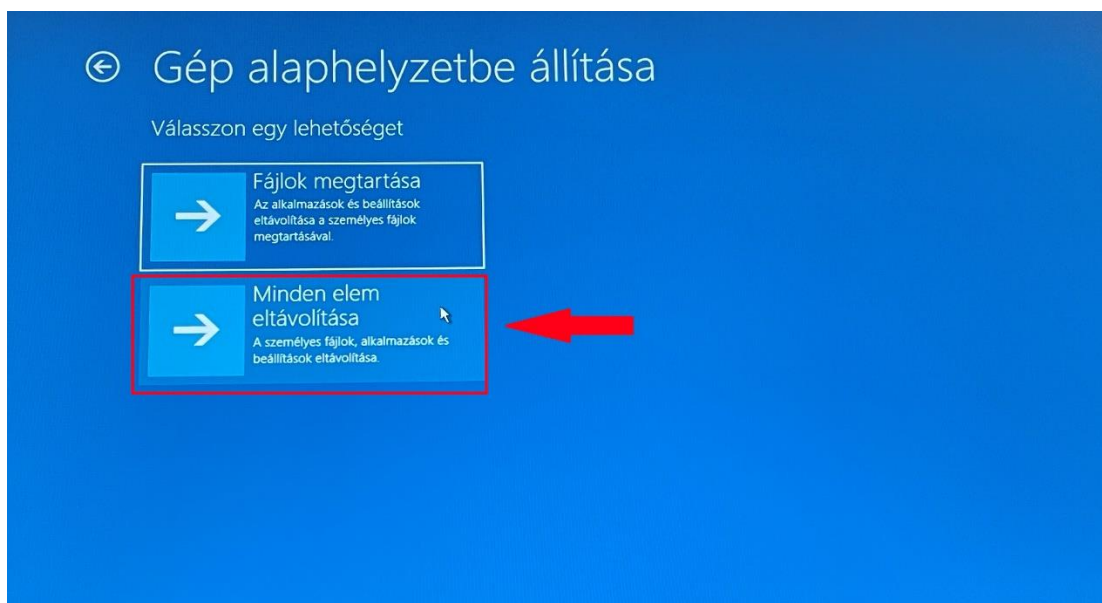 Gép alaphelyzetbe állítása
Válasszon egy lehetőséget
Fájlok megtartása
Az alkalmazások és beállítások
eltávolítása a személyes fájlok
megtartásával.
Minden elem
eltávolítása
A személyes fájlok, alkalmazások és
beállítások eltávolítása.